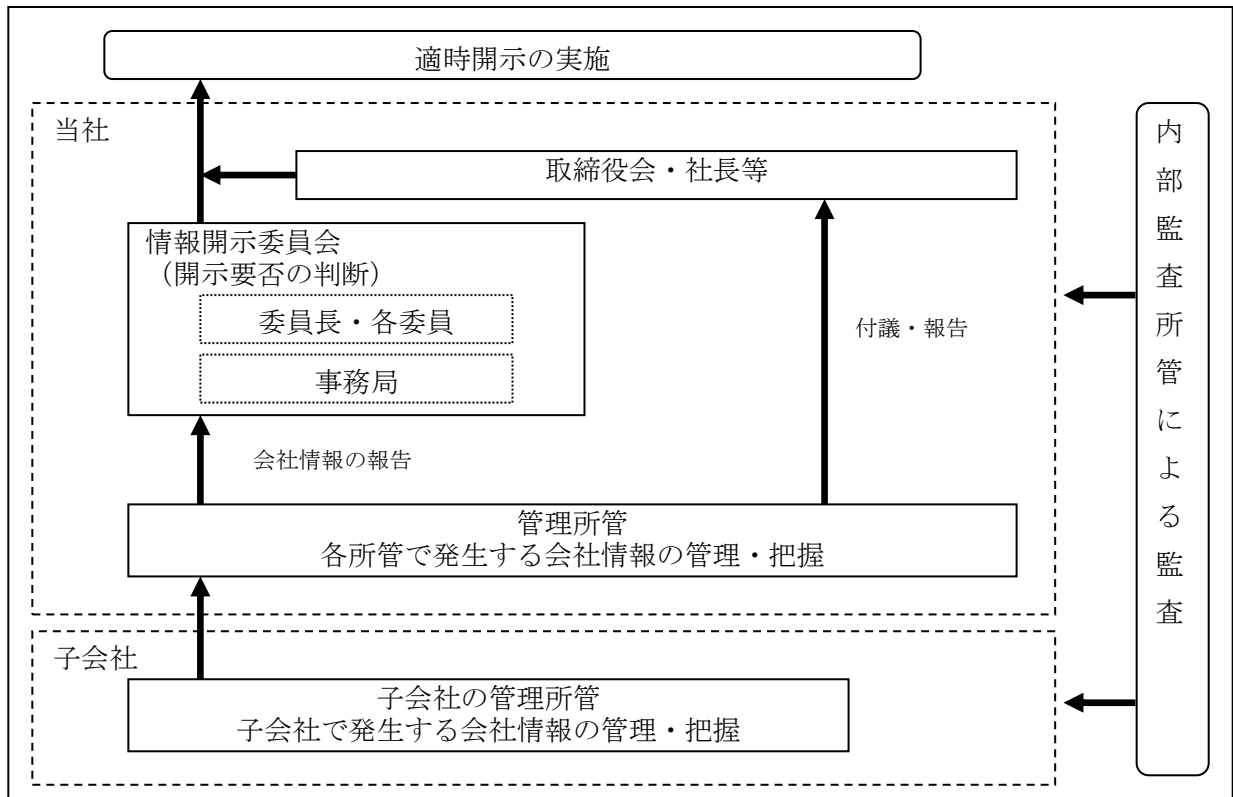 適時開示の実施
当社
取締役会・社長等
情報開示委員会
（開示要否の判断）
委員長・各委員
事務局
付議・報告
会社情報の報告
管理所管
各所管で発生する会社情報の管理・把握
子会社
子会社の管理所管
子会社で発生する会社情報の管理・把握
内部監査所管による監査